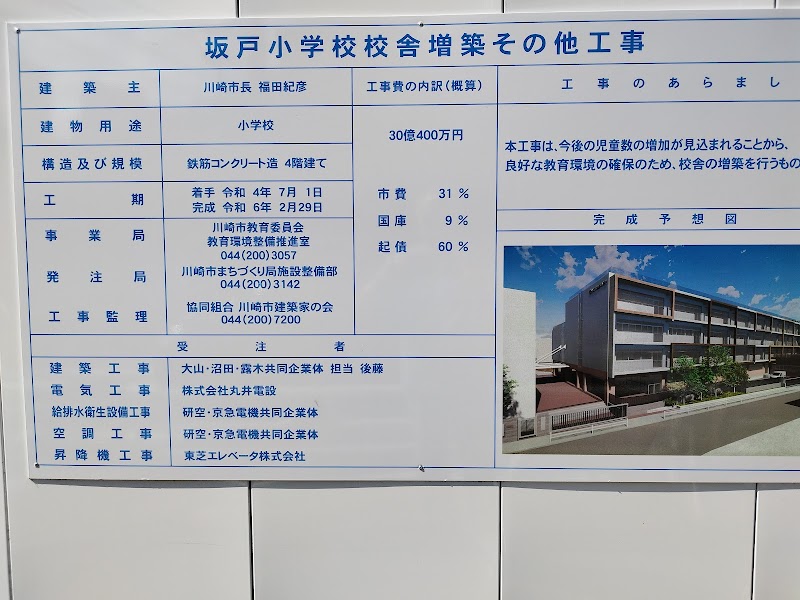 坂戸小学校校舎増築その他工事
建築主 川崎市長 福田紀彦
建物用途 小学校
構造及び規模 鉄筋コンクリート造 4階建て
工期 着手 令和 4年 7月 1日
完成 令和 6年 2月29日
事業局 川崎市教育委員会
教育環境整備推進室
044(200)3057
発注局 川崎市まちづくり局施設整備部
044(200)3142
工事監理 協同組合 川崎市建築家の会
044(200)7200
工事費の内訳(概算)
30億400万円
市費 31 %
国庫 9 %
起債 60 %
工事のあらまし
本工事は、今後の児童数の増加が見込まれることから、
良好な教育環境の確保のため、校舎の増築を行うもの
完成予想図
受注者
建築工事 大山・沼田・露木共同企業体 担当 後藤
電気工事 株式会社丸井電設
給排水衛生設備工事 研空・京急電機共同企業体
空調工事 研空・京急電機共同企業体
昇降機工事 東芝エレベータ株式会社